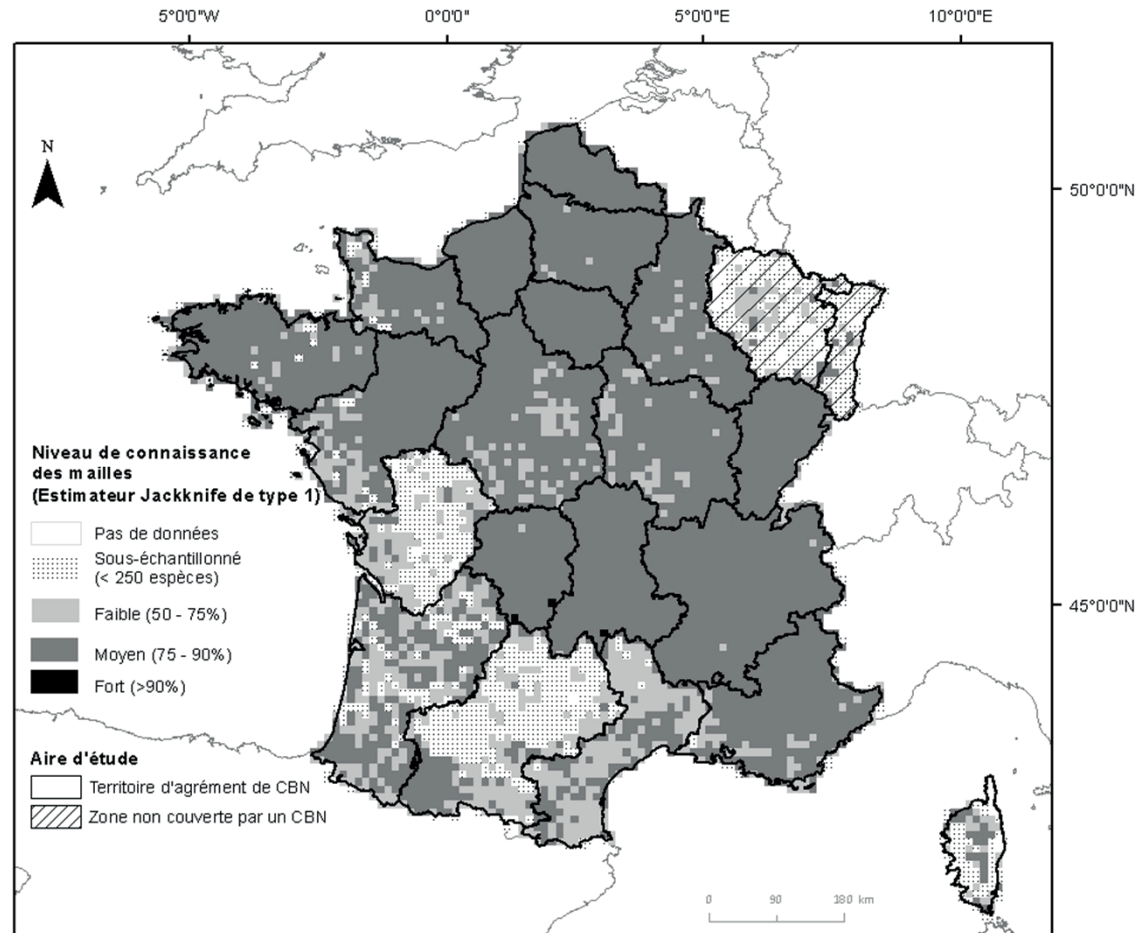 5°0'0"W 0°0'0" 5°0'0"E 10°0'0"E
N
50°0'0"N
Niveau de connaissance
des mailles
(Estimateur Jackknife de type 1)
Pas de données
Sous-échantillonné
(< 250 espèces)
Faible (50 - 75%)
45°0'0"N
Moyen (75 - 90%)
Fort (>90%)
Aire d'étude
Territoire d'agrément de CBN
Zone non couverte par un CBN
0 90 180 km